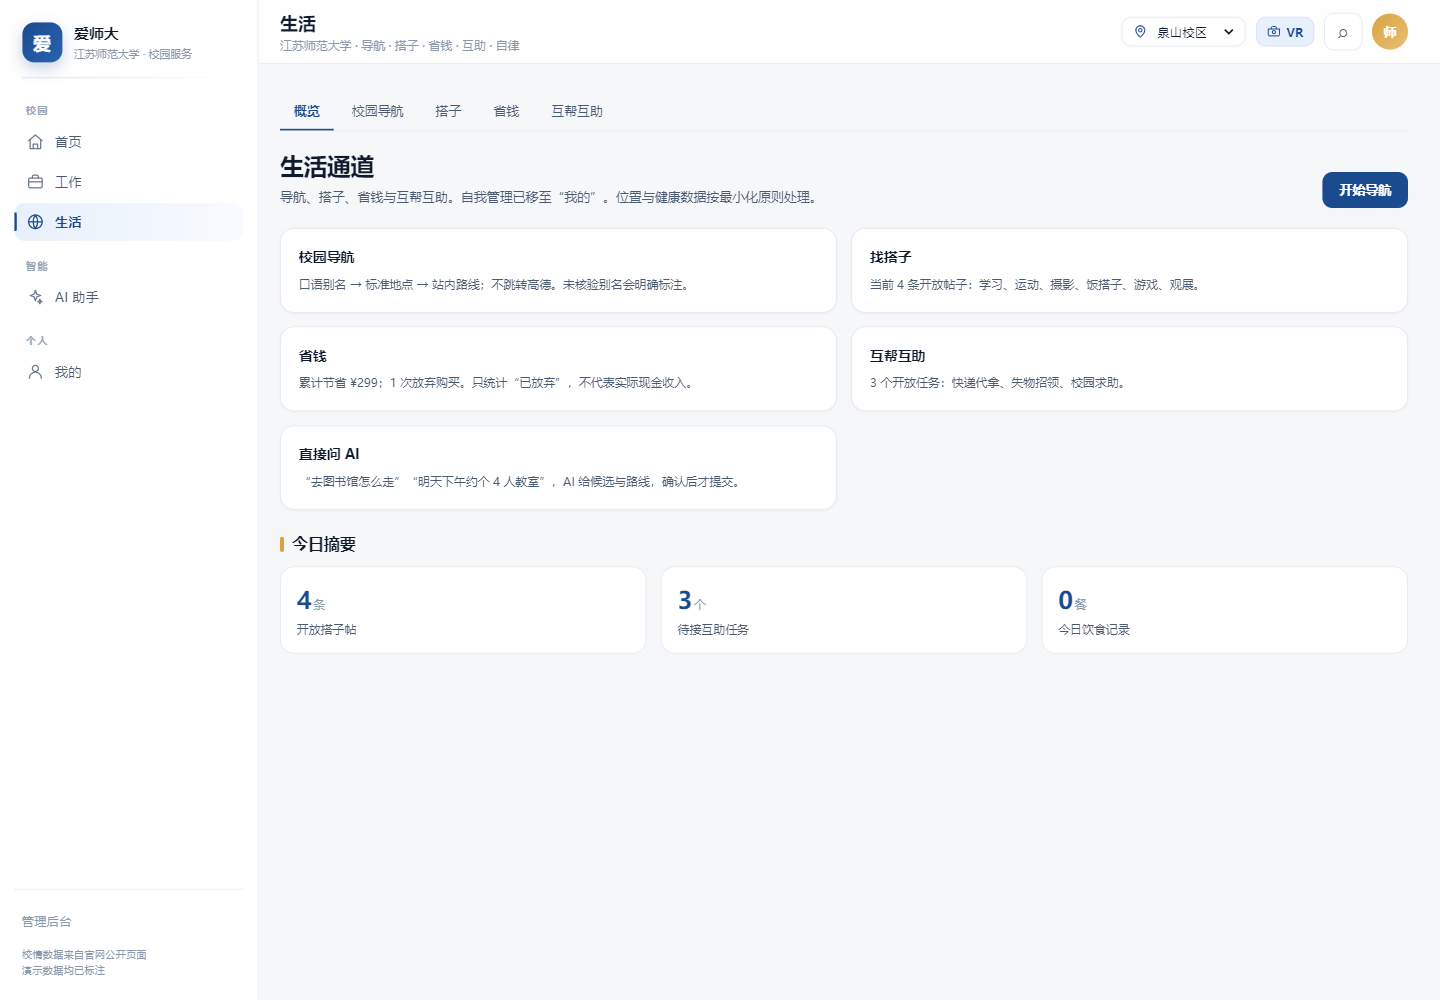 爱
爱师大
江苏师范大学 · 校园服务
校园
首页
工作
生活
智能
AI 助手
个人
我的
管理后台
校情数据来自官网公开页面
演示数据均已标注
生活
江苏师范大学 · 导航 · 搭子 · 省钱 · 互助 · 自律
泉山校区
VR
师
概览
校园导航
搭子
省钱
互帮互助
生活通道
导航、搭子、省钱与互帮互助。自我管理已移至“我的”。位置与健康数据按最小化原则处理。
开始导航
校园导航
口语别名 → 标准地点 → 站内路线；不跳转高德。未核验别名会明确标注。
找搭子
当前 4 条开放帖子：学习、运动、摄影、饭搭子、游戏、观展。
省钱
累计节省 ¥299；1 次放弃购买。只统计“已放弃”，不代表实际现金收入。
互帮互助
3 个开放任务：快递代拿、失物招领、校园求助。
直接问 AI
“去图书馆怎么走”“明天下午约个 4 人教室”，AI 给候选与路线，确认后才提交。
今日摘要
4条
开放搭子帖
3个
待接互助任务
0餐
今日饮食记录